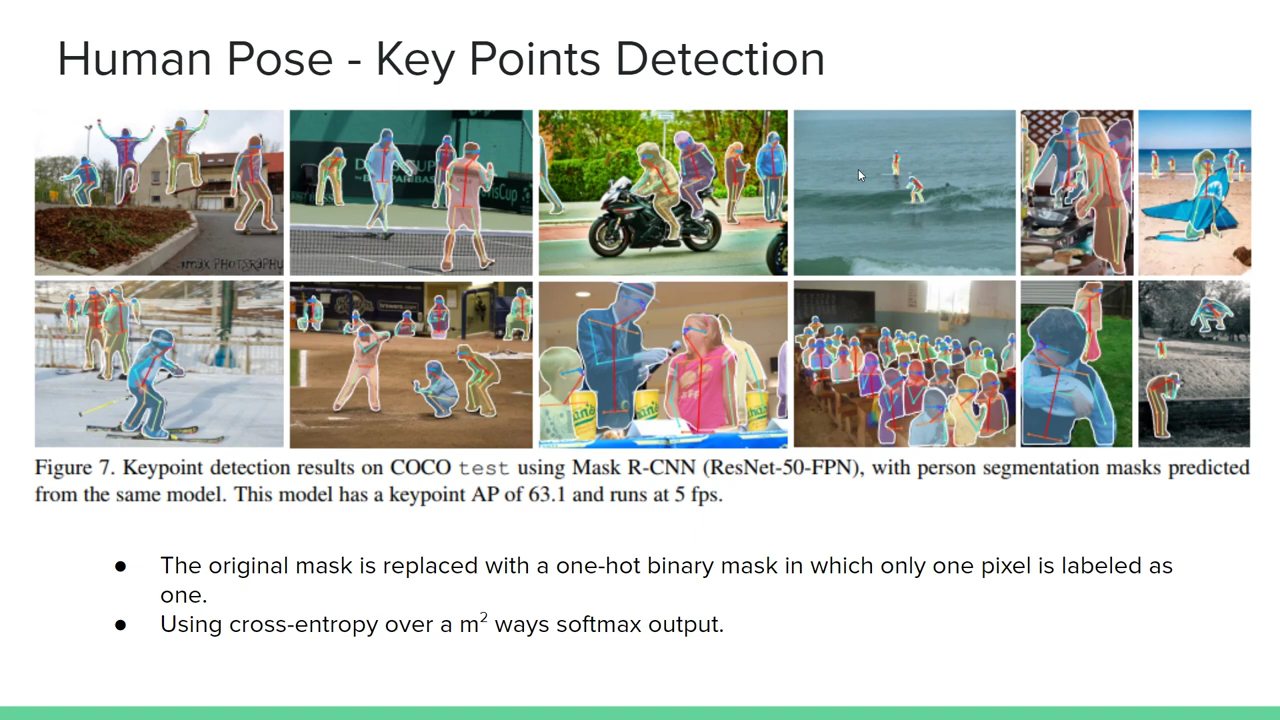 Human Pose - Key Points Detection
Figure 7. Keypoint detection results on COCO test using Mask R-CNN (ResNet-50-FPN), with person segmentation masks predicted
from the same model. This model has a keypoint AP of 63.1 and runs at 5 fps.
● The original mask is replaced with a one-hot binary mask in which only one pixel is labeled as
one.
● Using cross-entropy over a m² ways softmax output.